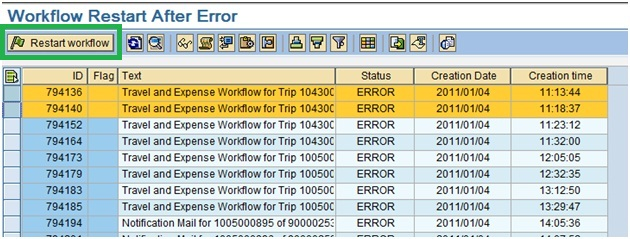 Workflow Restart After Error
Restart workflow
ID Flag Text Status Creation Date Creation time
794136 Travel and Expense Workflow for Trip 104300 ERROR 2011/01/04 11:13:44
794140 Travel and Expense Workflow for Trip 104300 ERROR 2011/01/04 11:18:37
794152 Travel and Expense Workflow for Trip 104300 ERROR 2011/01/04 11:23:12
794164 Travel and Expense Workflow for Trip 104300 ERROR 2011/01/04 11:32:00
794173 Travel and Expense Workflow for Trip 100500 ERROR 2011/01/04 12:05:05
794179 Travel and Expense Workflow for Trip 100500 ERROR 2011/01/04 12:32:35
794183 Travel and Expense Workflow for Trip 100500 ERROR 2011/01/04 13:12:50
794185 Travel and Expense Workflow for Trip 100500 ERROR 2011/01/04 13:29:47
794194 Notification Mail for 1005000895 of 9000025 ERROR 2011/01/04 14:05:36